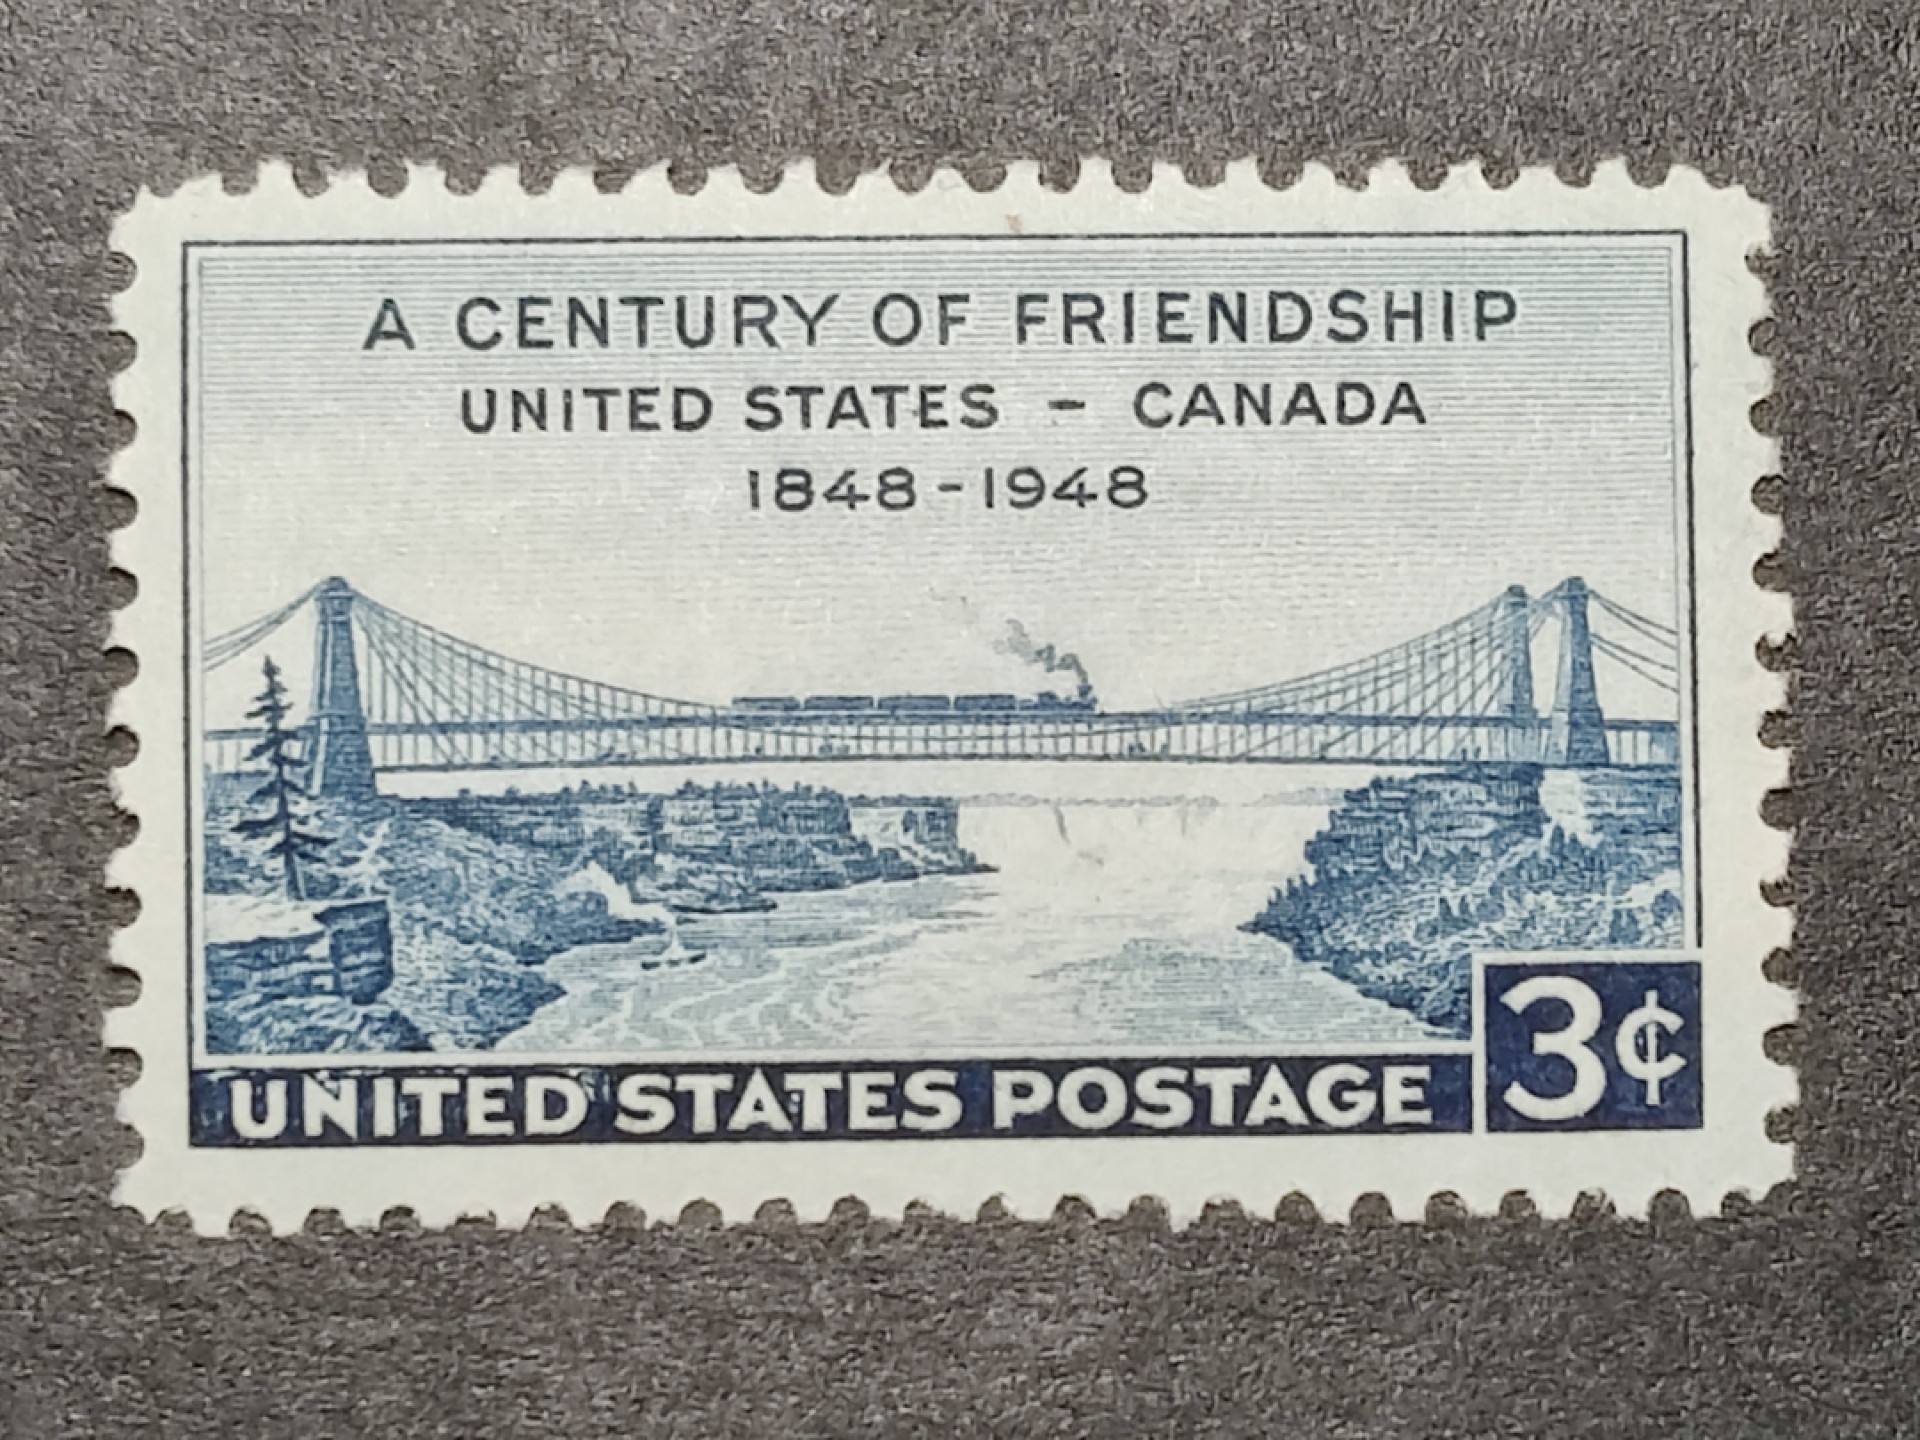 A CENTURY OF FRIENDSHIP
UNITED STATES - CANADA
1848-1948
UNITED STATES POSTAGE 3¢